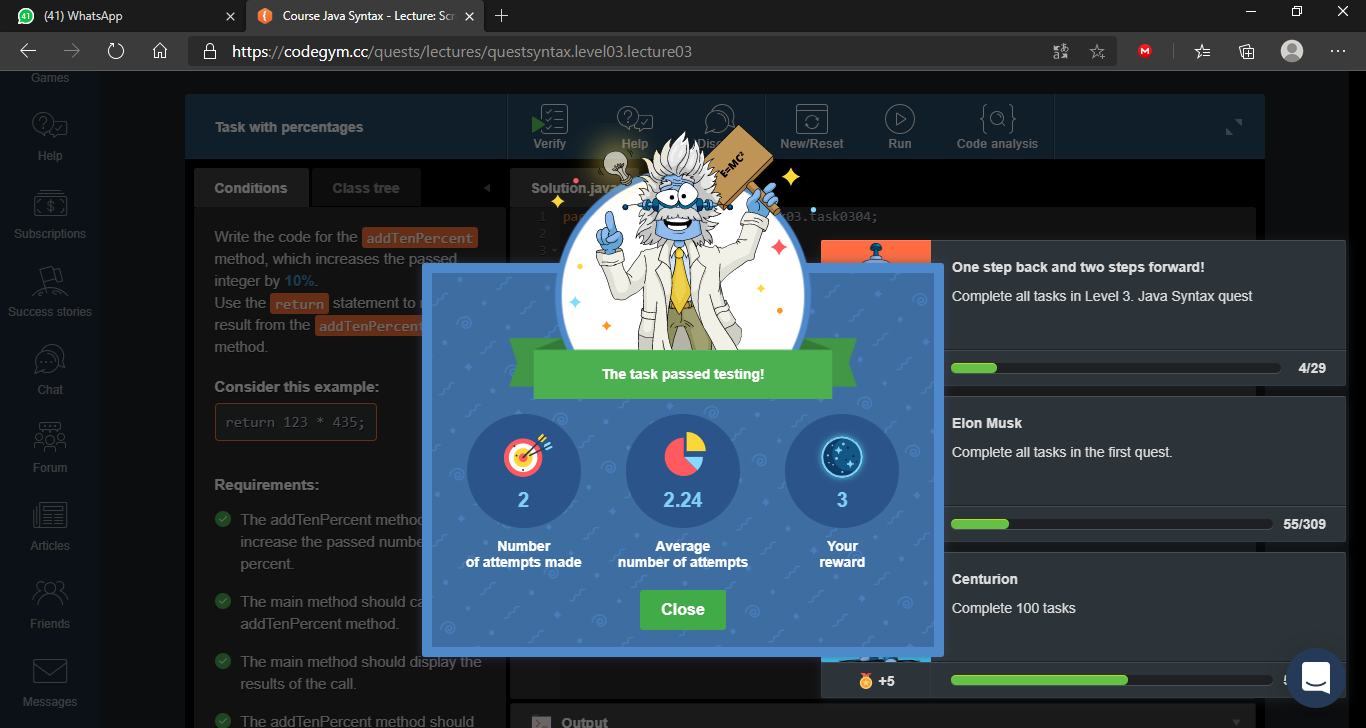 (41) WhatsApp
Course Java Syntax - Lecture: Scr
https://codegym.cc/quests/lectures/questsyntax.level03.lecture03
Games
Help
Subscriptions
Success stories
Chat
Forum
Articles
Friends
Messages
Task with percentages
Verify
Help
New/Reset
Run
Code analysis
Conditions
Class tree
Solution.java
Write the code for the addTenPercent
method, which increases the passed
integer by 10%.
Use the return statement to
result from the addTenPercent
method.
Consider this example:
return 123 * 435;
Requirements:
The addTenPercent method
increase the passed number
percent.
The main method should ca
addTenPercent method.
The main method should display the
results of the call.
The addTenPercent method should
1
2
3
03.task0304;
E=MC²
The task passed testing!
2
Number
of attempts made
2.24
Average
number of attempts
3
Your
reward
Close
One step back and two steps forward!
Complete all tasks in Level 3. Java Syntax quest
4/29
Elon Musk
Complete all tasks in the first quest.
55/309
Centurion
Complete 100 tasks
+5
Output